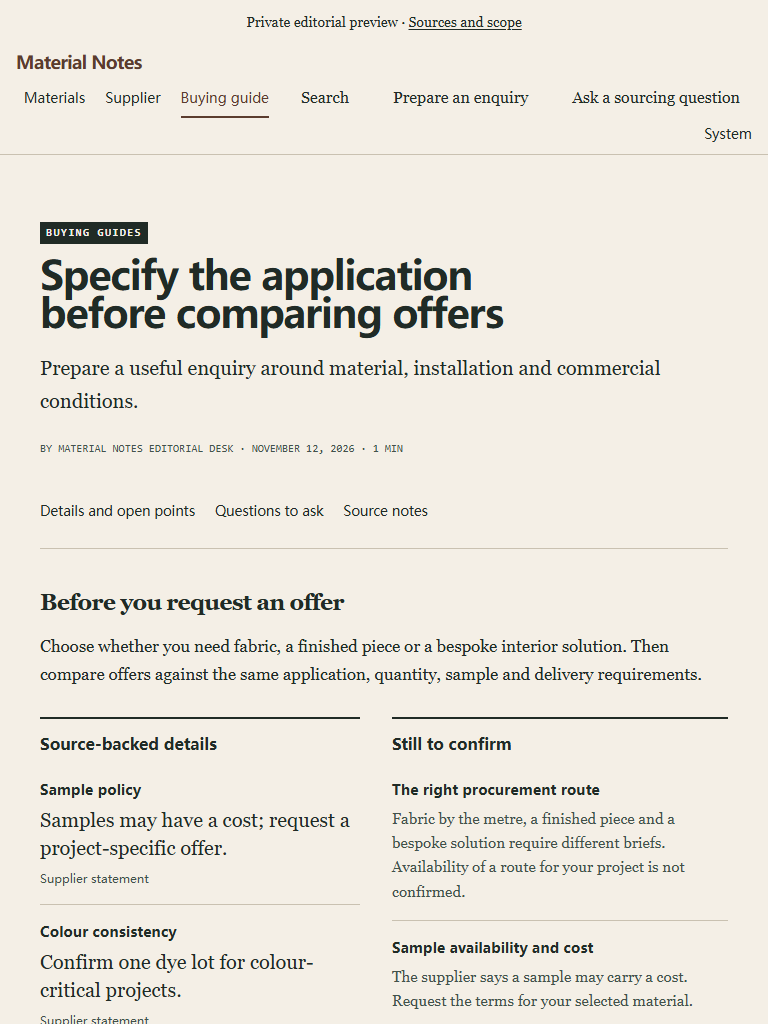 Private editorial preview · Sources and scope
Material Notes
Materials Supplier Buying guide Search Prepare an enquiry Ask a sourcing question
System
BUYING GUIDES
Specify the application
before comparing offers
Prepare a useful enquiry around material, installation and commercial
conditions.
BY MATERIAL NOTES EDITORIAL DESK · NOVEMBER 12, 2026 · 1 MIN
Details and open points Questions to ask Source notes
Before you request an offer
Choose whether you need fabric, a finished piece or a bespoke interior solution. Then
compare offers against the same application, quantity, sample and delivery requirements.
Source-backed details
Sample policy
Samples may have a cost; request a
project-specific offer.
Supplier statement
Colour consistency
Confirm one dye lot for colour-
critical projects.
Supplier statement
Still to confirm
The right procurement route
Fabric by the metre, a finished piece and a
bespoke solution require different briefs.
Availability of a route for your project is not
confirmed.
Sample availability and cost
The supplier says a sample may carry a cost.
Request the terms for your selected material.